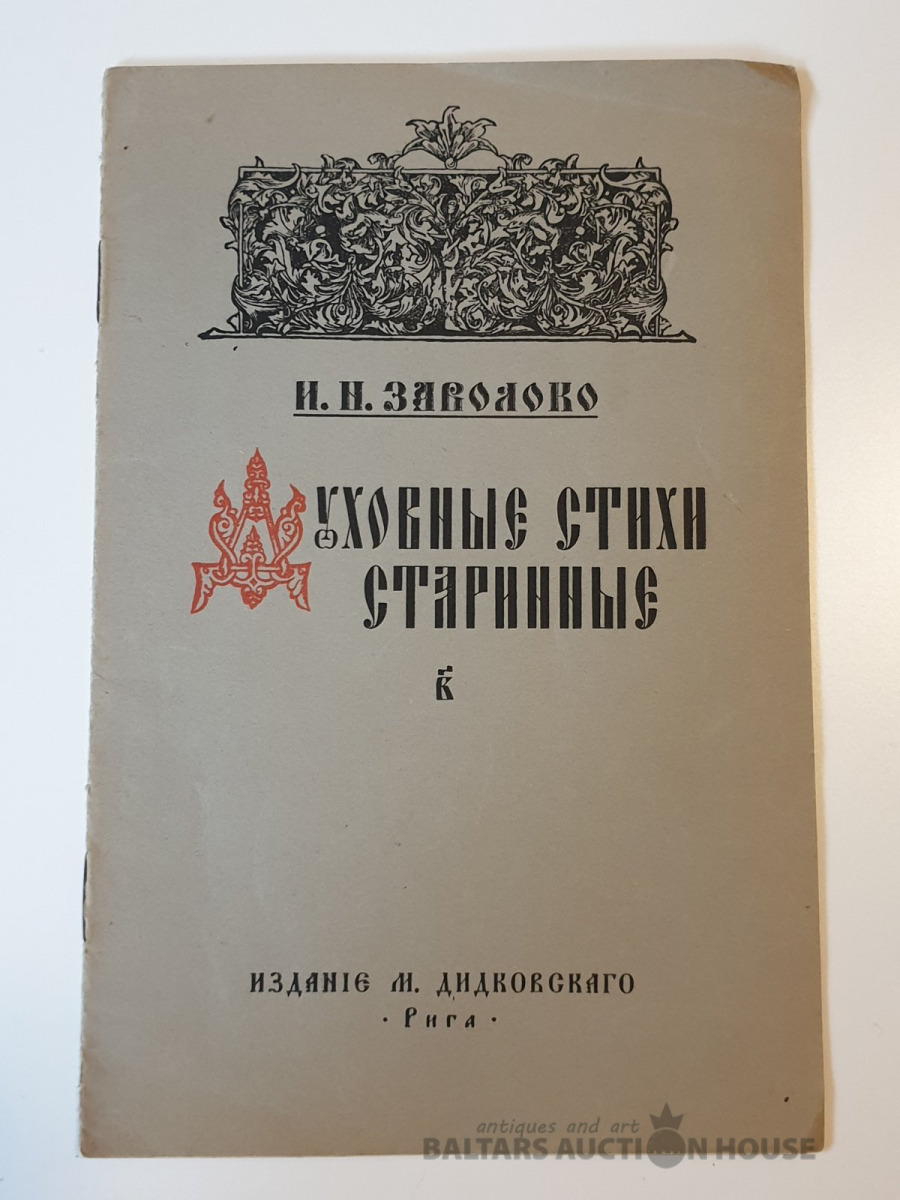 И. Н. ЗАВОЛОКО
ДУХОВНЫЕ СТИХИ
СТАРИННЫЕ
в҃
ИЗДАНІЕ М. ДИДКОВСКАГО
· Рига ·
antiques and art
BALTARS AUCTION HOUSE